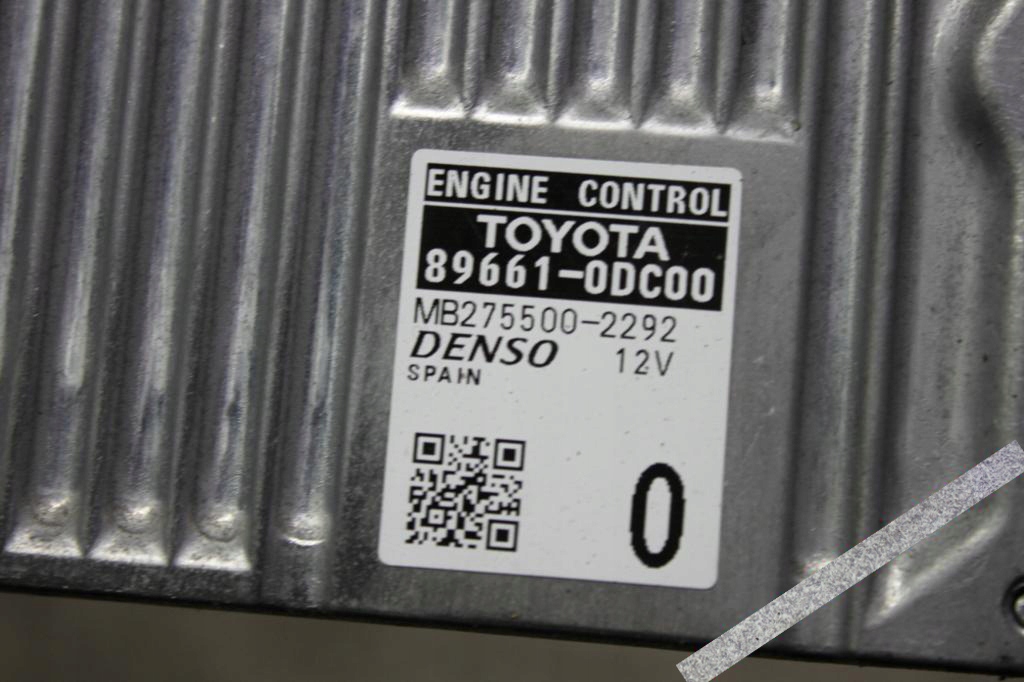 ENGINE CONTROL
TOYOTA
89661-0DC00
MB275500-2292
DENSO 12V
SPAIN
0